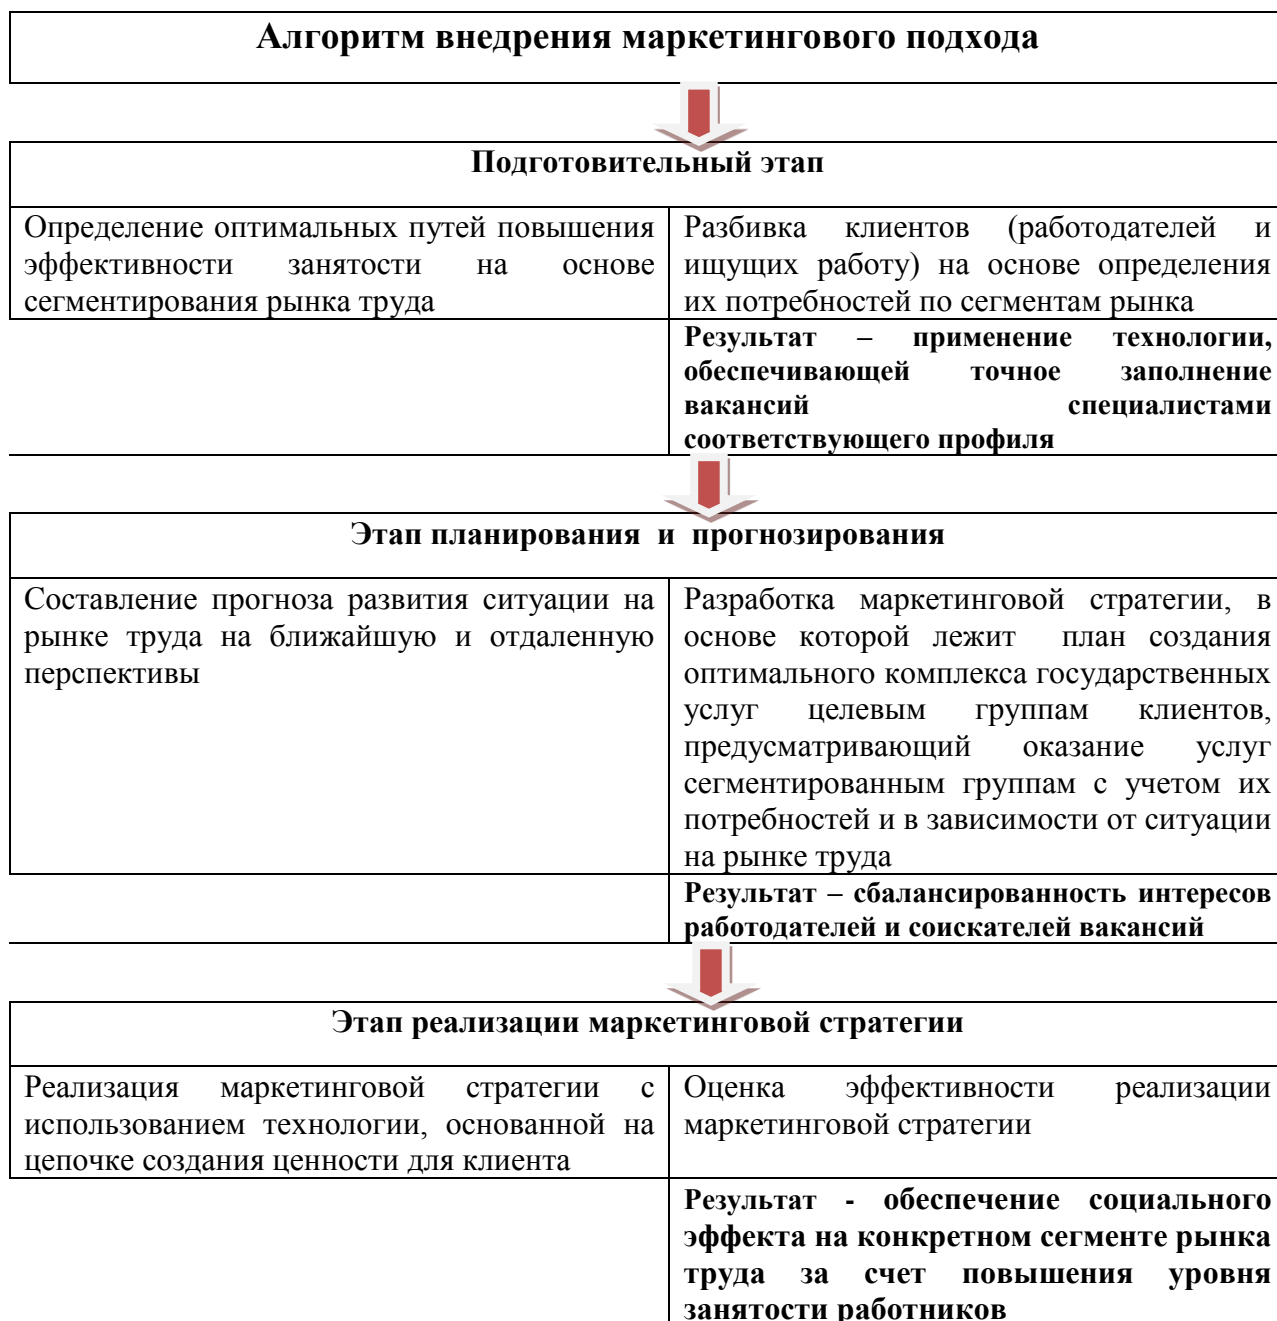 Алгоритм внедрения маркетингового подхода
Подготовительный этап
Определение оптимальных путей повышения
эффективности занятости на основе
сегментирования рынка труда
Разбивка клиентов (работодателей и
ищущих работу) на основе определения
их потребностей по сегментам рынка
Результат – применение технологии,
обеспечивающей точное заполнение
вакансий специалистами
соответствующего профиля
Этап планирования и прогнозирования
Составление прогноза развития ситуации на
рынке труда на ближайшую и отдаленную
перспективы
Разработка маркетинговой стратегии, в
основе которой лежит план создания
оптимального комплекса государственных
услуг целевым группам клиентов,
предусматривающий оказание услуг
сегментированным группам с учетом их
потребностей и в зависимости от ситуации
на рынке труда
Результат – сбалансированность интересов
работодателей и соискателей вакансий
Этап реализации маркетинговой стратегии
Реализация маркетинговой стратегии с
использованием технологии, основанной на
цепочке создания ценности для клиента
Оценка эффективности реализации
маркетинговой стратегии
Результат - обеспечение социального
эффекта на конкретном сегменте рынка
труда за счет повышения уровня
занятости работников